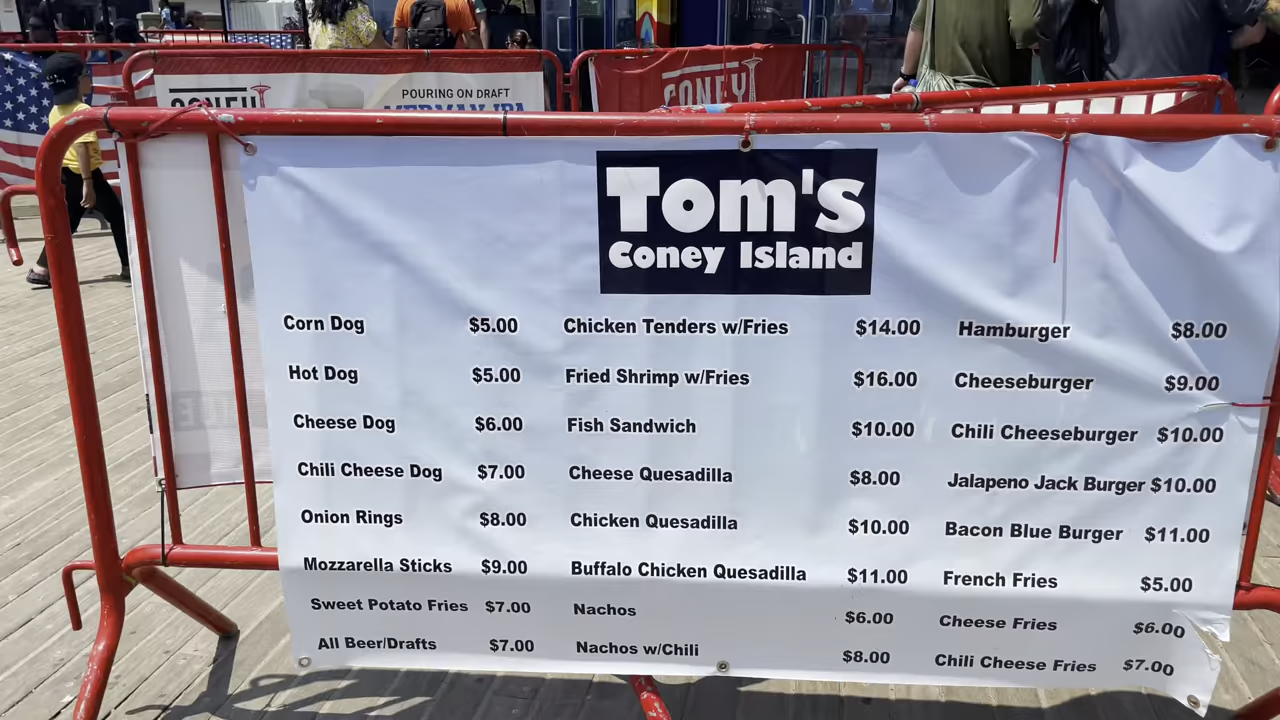 CONEY
POURING ON DRAFT
MERMAN IPA
CONEY
Tom's
Coney Island
Corn Dog $5.00
Hot Dog $5.00
Cheese Dog $6.00
Chili Cheese Dog $7.00
Onion Rings $8.00
Mozzarella Sticks $9.00
Sweet Potato Fries $7.00
All Beer/Drafts $7.00
Chicken Tenders w/Fries $14.00
Fried Shrimp w/Fries $16.00
Fish Sandwich $10.00
Cheese Quesadilla $8.00
Chicken Quesadilla $10.00
Buffalo Chicken Quesadilla $11.00
Nachos $6.00
Nachos w/Chili $8.00
Hamburger $8.00
Cheeseburger $9.00
Chili Cheeseburger $10.00
Jalapeno Jack Burger $10.00
Bacon Blue Burger $11.00
French Fries $5.00
Cheese Fries $6.00
Chili Cheese Fries $7.00